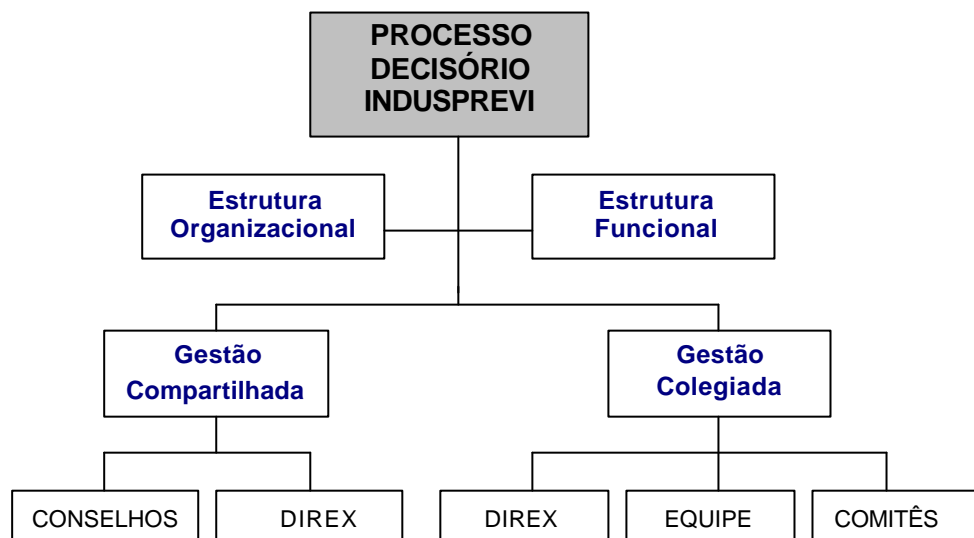 PROCESSO
DECISÓRIO
INDUSPREVI
Estrutura
Organizacional
Estrutura
Funcional
Gestão
Compartilhada
Gestão
Colegiada
CONSELHOS
DIREX
DIREX
EQUIPE
COMITÊS